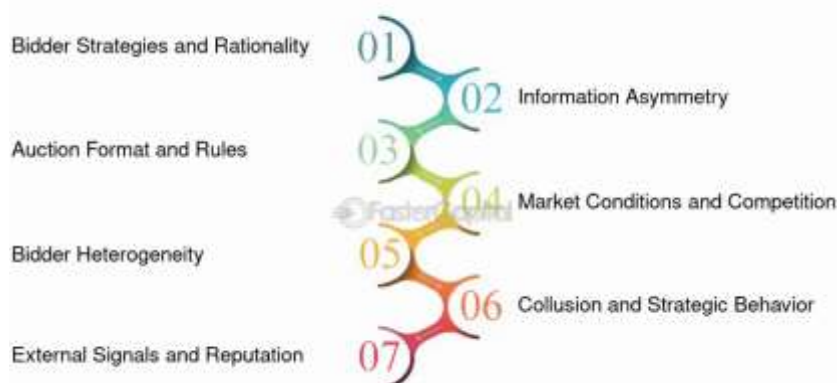 Bidder Strategies and Rationality
01
02
Information Asymmetry
Auction Format and Rules
03
04
Market Conditions and Competition
FasterCapital
Bidder Heterogeneity
05
06
Collusion and Strategic Behavior
External Signals and Reputation
07